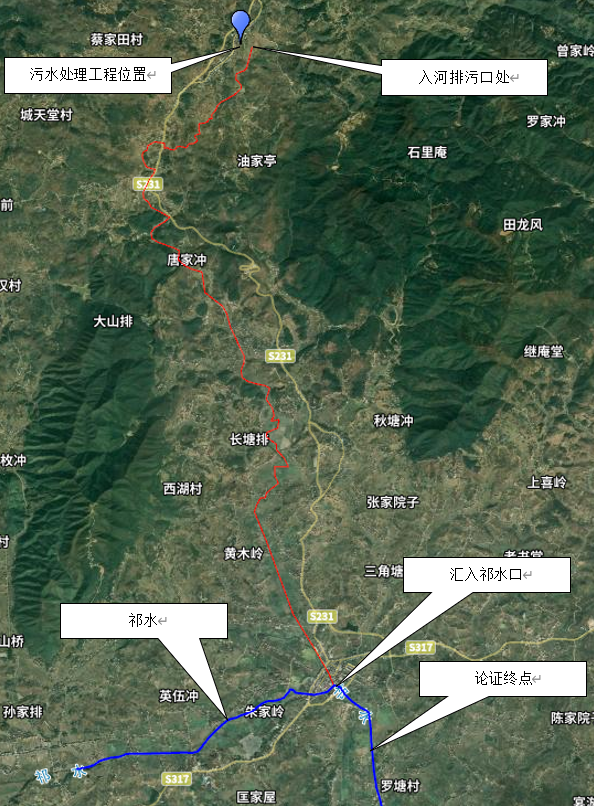 蔡家田村
曾家岭
污水处理工程位置↵
入河排污口处↵
城天堂村
罗家冲
油家亭
石里庵
S231
前
田龙风
唐家冲
汉村
大山排
S231
继庵堂
秋塘冲
长塘排
枚冲
西湖村
上喜岭
张家院子
村
黄木岭
三角塘
汇入祁水口↵
祁水↵
S231
山桥
S317
论证终点↵
英伍冲
孙家排
朱家岭
陈家院子
祁水
S317
罗塘村
匡家屋